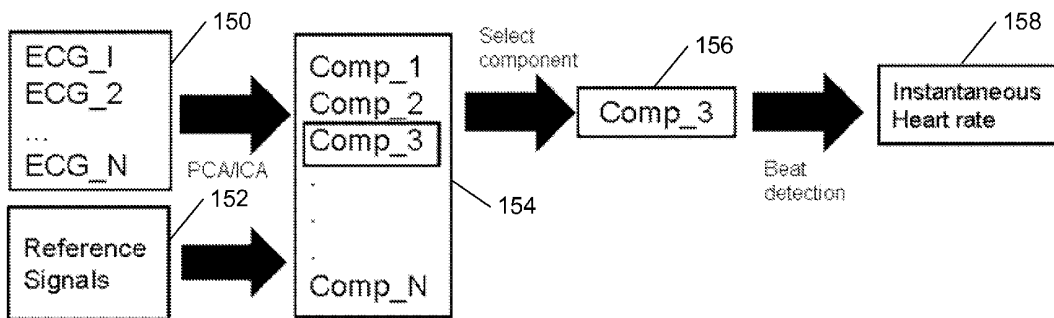 150
ECG_I
ECG_2
...
ECG_N
PCA/ICA
152
Reference
Signals
Comp_1
Comp_2
Comp_3
.
.
.
Comp_N
154
Select
component
156
Comp_3
Beat
detection
158
Instantaneous
Heart rate